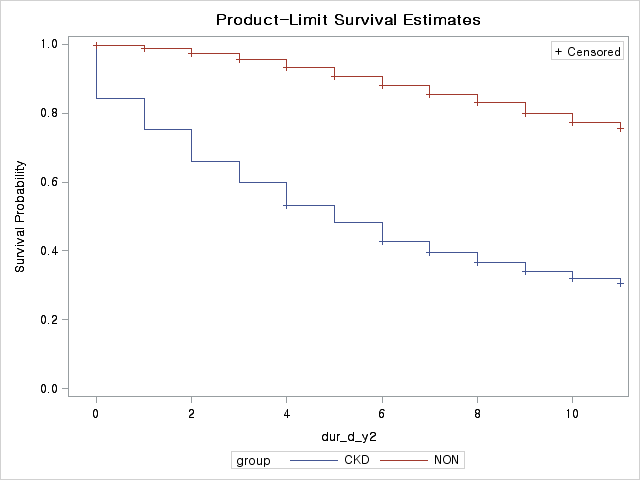 Product-Limit Survival Estimates
+ Censored
Survival Probability
1.0
0.8
0.6
0.4
0.2
0.0
0 2 4 6 8 10
dur_d_y2
group CKD NON